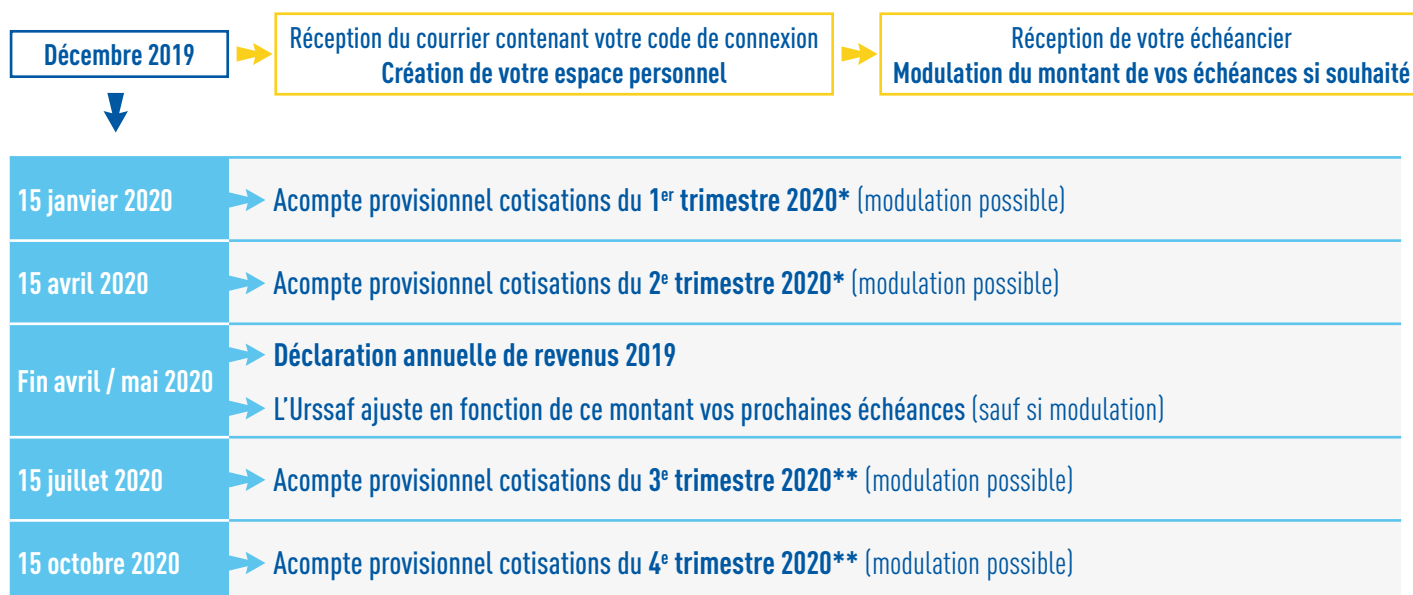 Décembre 2019
Réception du courrier contenant votre code de connexion
Création de votre espace personnel
Réception de votre échéancier
Modulation du montant de vos échéances si souhaité
15 janvier 2020
Acompte provisionnel cotisations du 1er trimestre 2020* (modulation possible)
15 avril 2020
Acompte provisionnel cotisations du 2e trimestre 2020* (modulation possible)
Fin avril / mai 2020
Déclaration annuelle de revenus 2019
L'Urssaf ajuste en fonction de ce montant vos prochaines échéances (sauf si modulation)
15 juillet 2020
Acompte provisionnel cotisations du 3e trimestre 2020** (modulation possible)
15 octobre 2020
Acompte provisionnel cotisations du 4e trimestre 2020** (modulation possible)